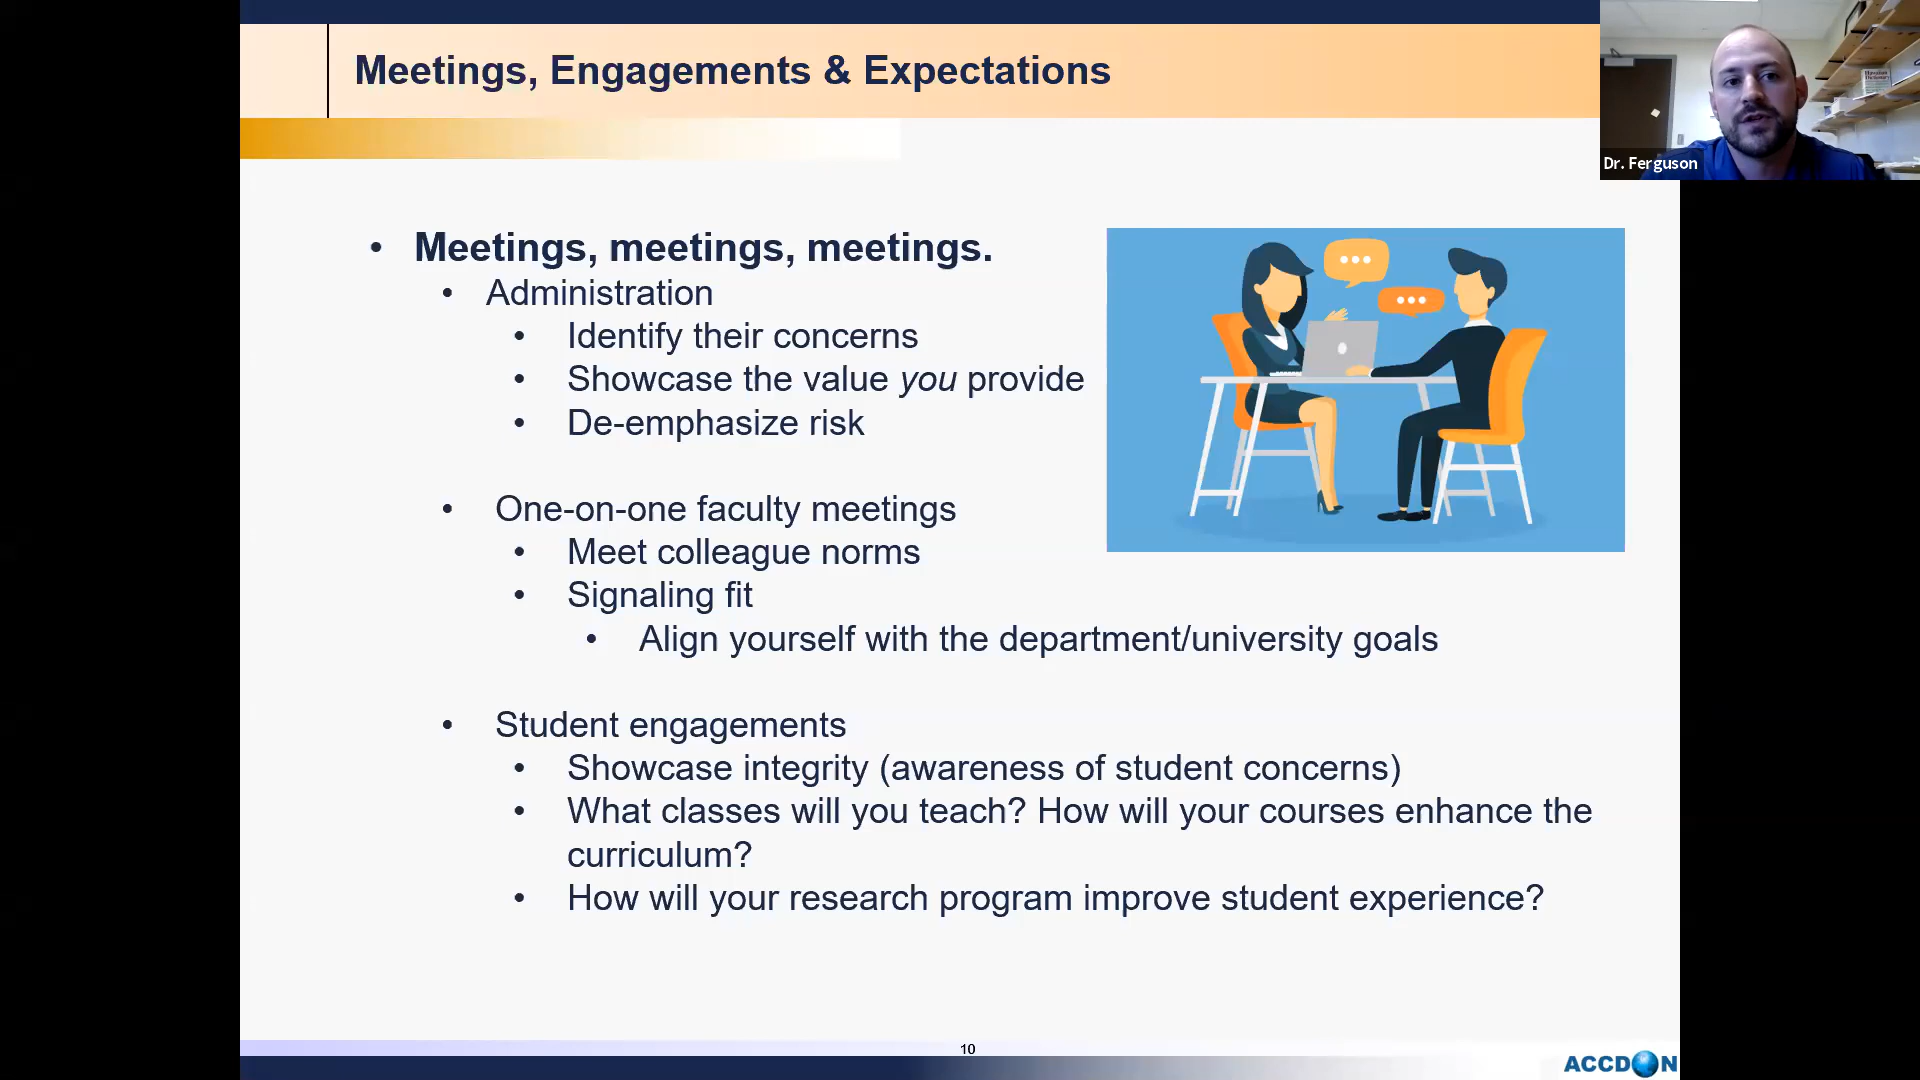 Meetings, Engagements & Expectations
Dr. Ferguson
• Meetings, meetings, meetings.
• Administration
• Identify their concerns
• Showcase the value you provide
• De-emphasize risk
• One-on-one faculty meetings
• Meet colleague norms
• Signaling fit
• Align yourself with the department/university goals
• Student engagements
• Showcase integrity (awareness of student concerns)
• What classes will you teach? How will your courses enhance the
curriculum?
• How will your research program improve student experience?
10
ACCDON